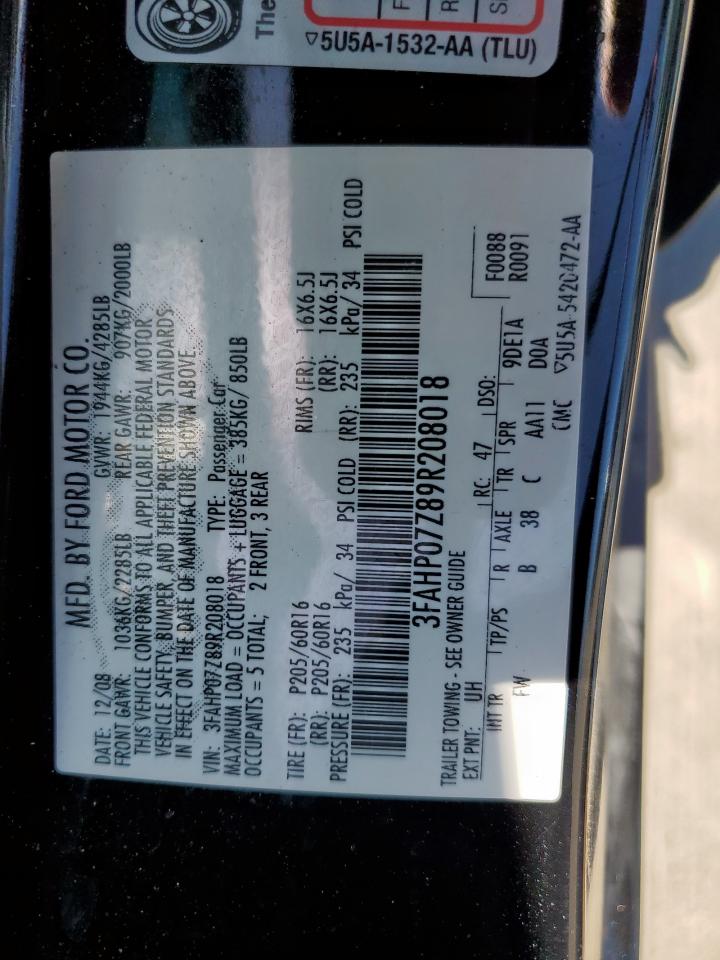 The
F
R
S
▽5U5A-1532-AA (TLU)
MFD. BY FORD MOTOR CO.
DATE: 12/08 GVWR: 1944KG/4285LB
FRONT GAWR: 1036KG/2285LB REAR GAWR: 907KG/2000LB
THIS VEHICLE CONFORMS TO ALL APPLICABLE FEDERAL MOTOR
VEHICLE SAFETY, BUMPER, AND THEFT PREVENTION STANDARDS
IN EFFECT ON THE DATE OF MANUFACTURE SHOWN ABOVE.
VIN: 3FAHP07Z89R208018 TYPE: Passenger Car
MAXIMUM LOAD = OCCUPANTS + LUGGAGE = 385KG/ 850LB
OCCUPANTS = 5 TOTAL; 2 FRONT, 3 REAR
TIRE (FR): P205/60R16 RIMS (FR): 16X6.5J
(RR): P205/60R16 (RR): 16X6.5J
PRESSURE (FR): 235 kPa/ 34 PSI COLD (RR): 235 kPa/ 34 PSI COLD
3FAHP07Z89R208018
TRAILER TOWING - SEE OWNER GUIDE
EXT PNT: UH RC: 47 DSO: F0088
R0091
INT TR TP/PS R AXLE TR SPR 9DE1A
FW B 38 C AA11 D0A
CMC ▽5U5A-5420472-AA